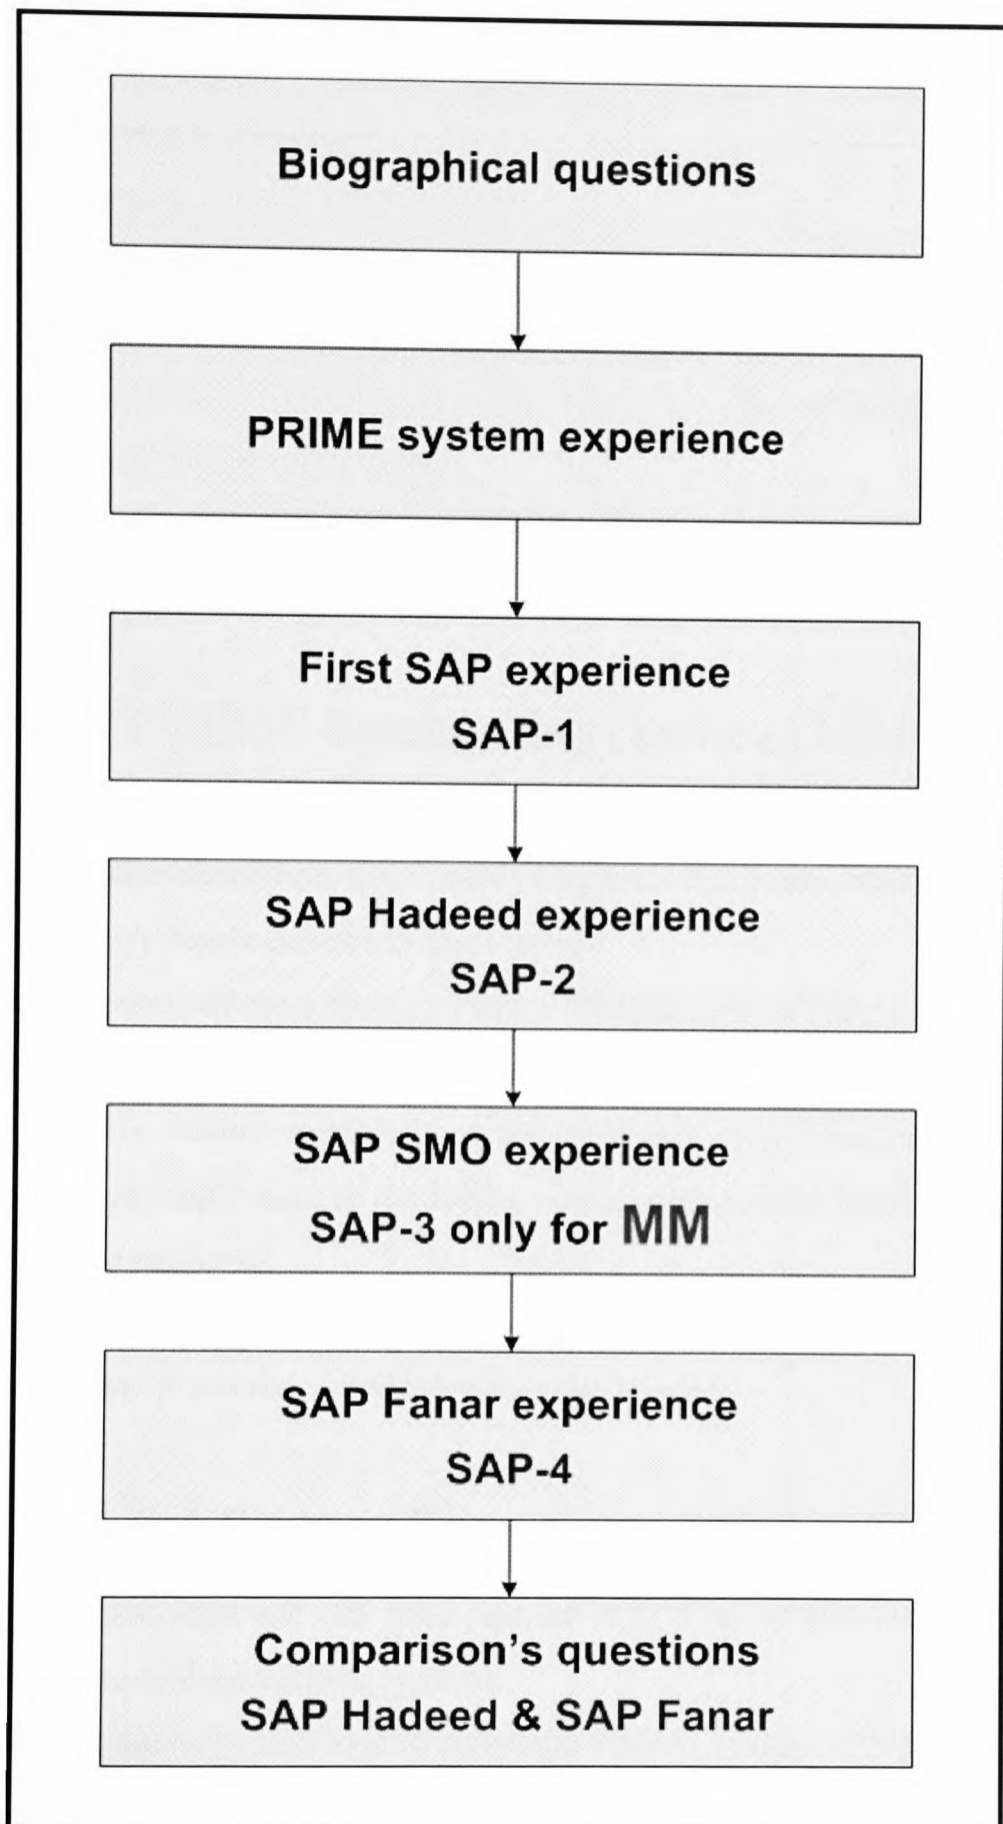 Biographical questions
PRIME system experience
First SAP experience
SAP-1
SAP Hadeed experience
SAP-2
SAP SMO experience
SAP-3 only for MM
SAP Fanar experience
SAP-4
Comparison's questions
SAP Hadeed & SAP Fanar